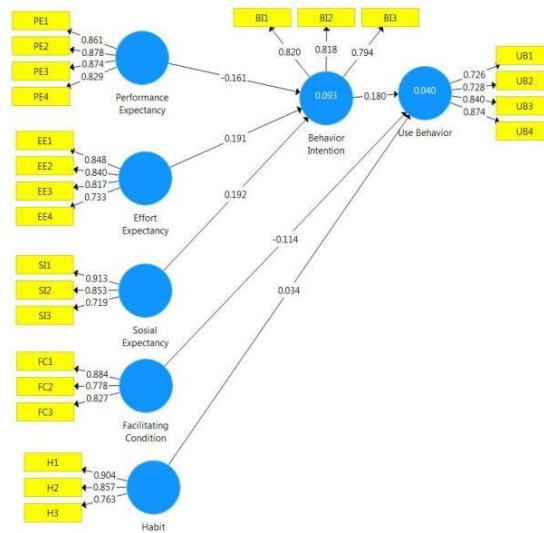 BI1
BI2
BI3
PE1
PE2
PE3
PE4
0.861
0.878
0.874
0.829
Performance
Expectancy
0.820
0.818
0.794
-0.161
0.093
0.180
0.040
Behavior
Intention
Use Behavior
0.726
0.728
0.840
0.874
UB1
UB2
UB3
UB4
EE1
EE2
EE3
EE4
0.848
0.840
0.817
0.733
Effort
Expectancy
0.191
0.192
SI1
SI2
SI3
0.913
0.853
0.719
Sosial
Expectancy
-0.114
0.034
FC1
FC2
FC3
0.884
0.778
0.827
Facilitating
Condition
H1
H2
H3
0.904
0.857
0.763
Habit